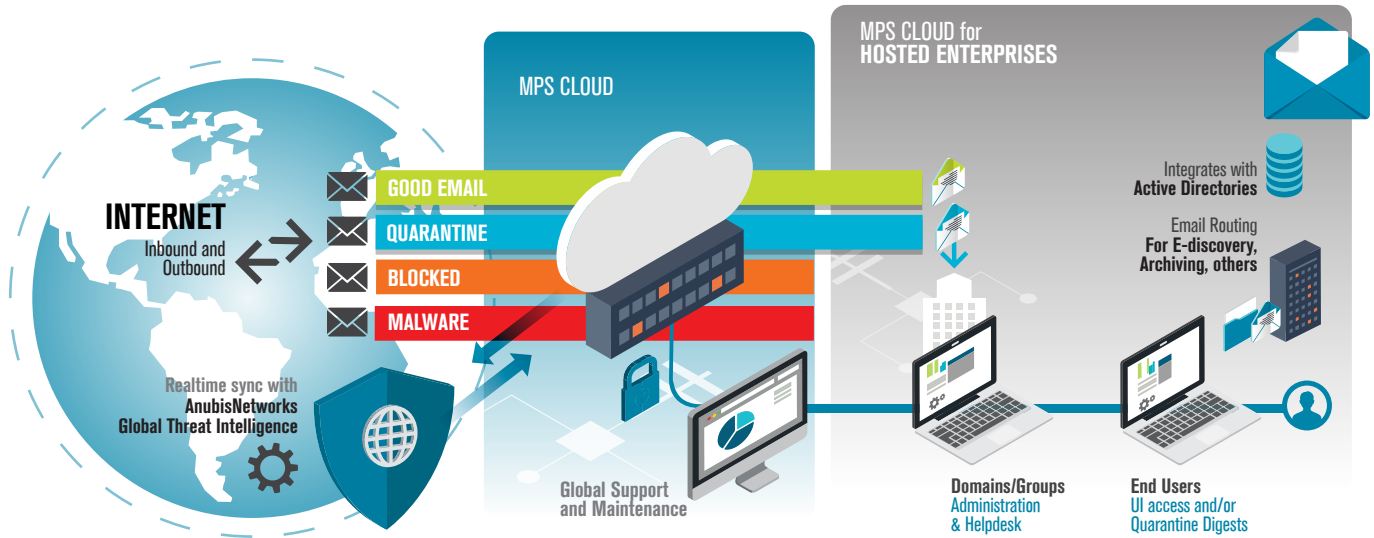 INTERNET
Inbound and
Outbound
Realtime sync with
AnubisNetworks
Global Threat Intelligence
MPS CLOUD
GOOD EMAIL
QUARANTINE
BLOCKED
MALWARE
Global Support
and Maintenance
MPS CLOUD for
HOSTED ENTERPRISES
Integrates with
Active Directories
Email Routing
For E-discovery,
Archiving, others
Domains/Groups
Administration
& Helpdesk
End Users
UI access and/or
Quarantine Digests